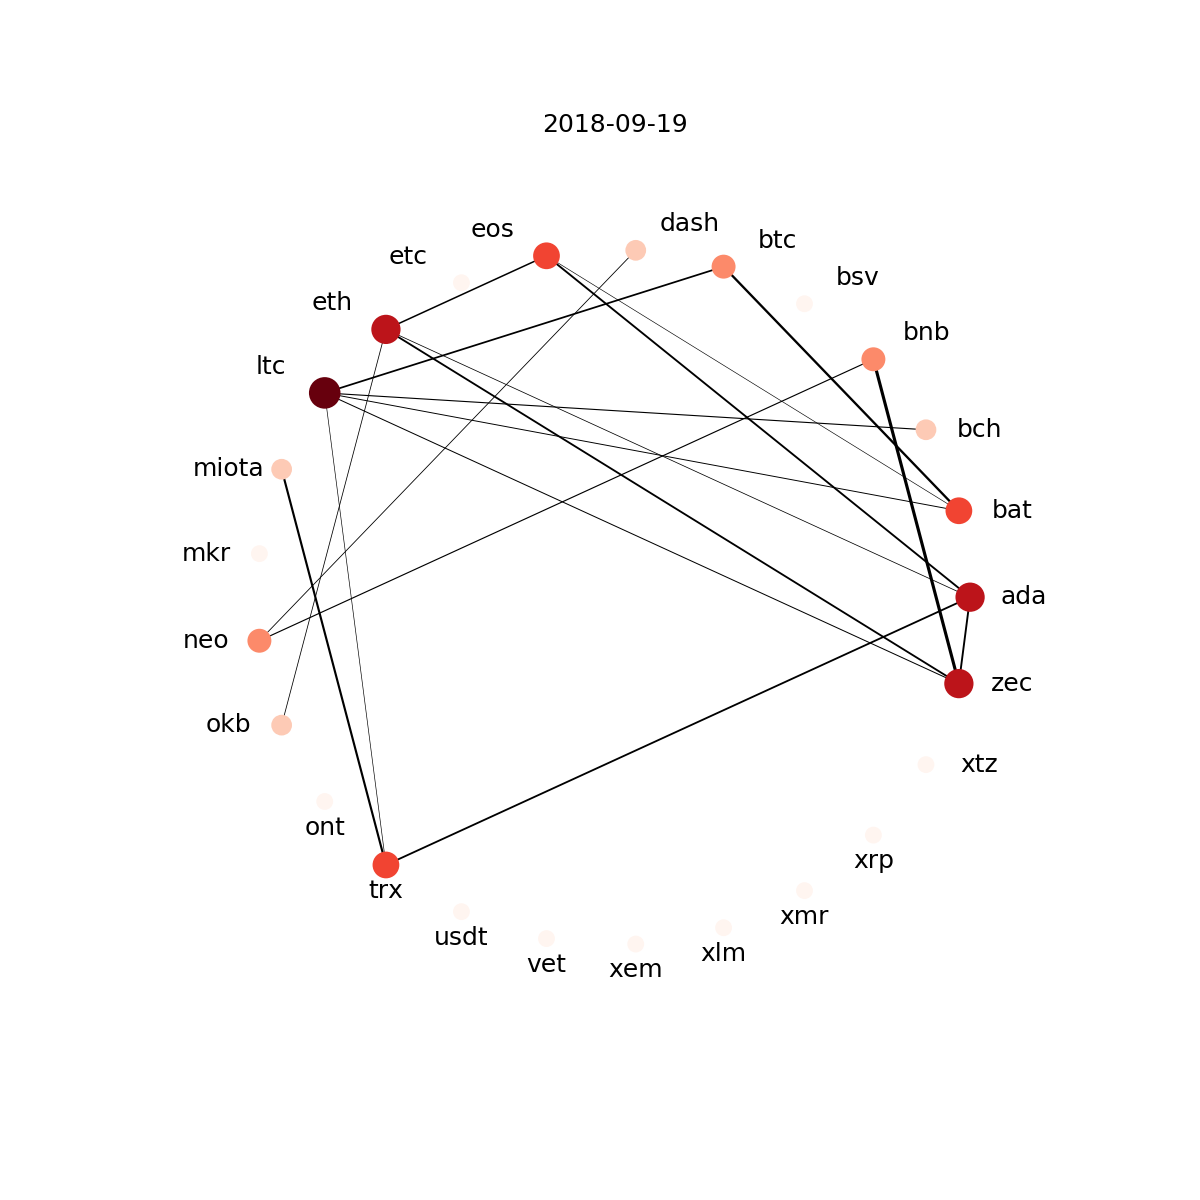 2018-09-19
dash
eos
btc
etc
bsv
eth
bnb
ltc
bch
miota
bat
mkr
ada
neo
zec
okb
xtz
ont
xrp
trx
xmr
usdt
xlm
vet
xem